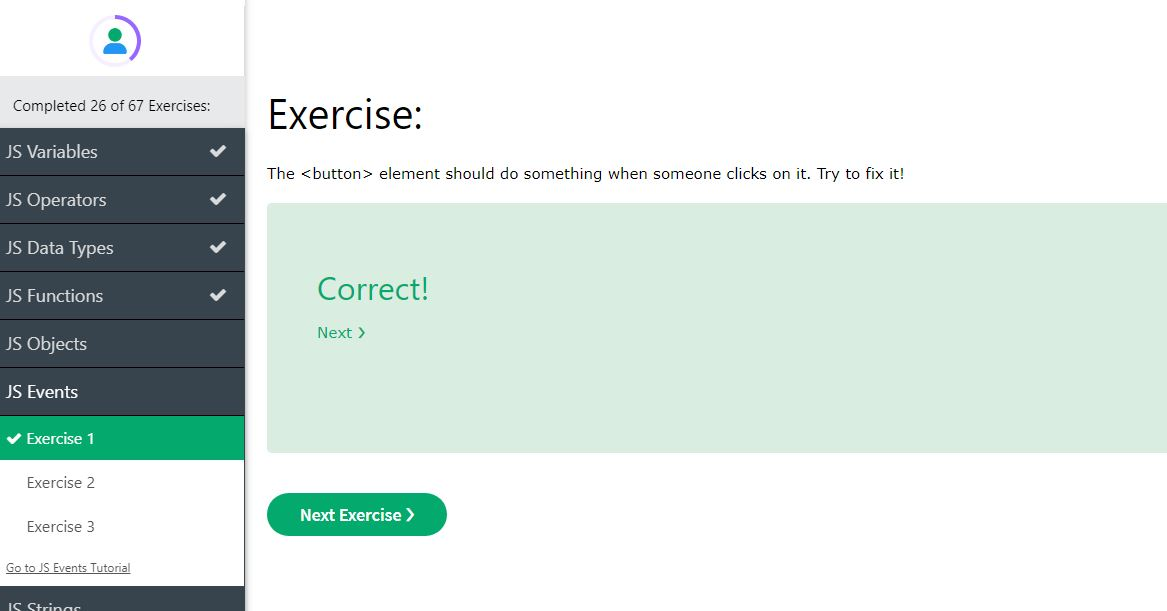 Completed 26 of 67 Exercises:
JS Variables
JS Operators
JS Data Types
JS Functions
JS Objects
JS Events
Exercise 1
Exercise 2
Exercise 3
Go to JS Events Tutorial
JS Strings
Exercise:
The <button> element should do something when someone clicks on it. Try to fix it!
Correct!
Next ❯
Next Exercise ❯